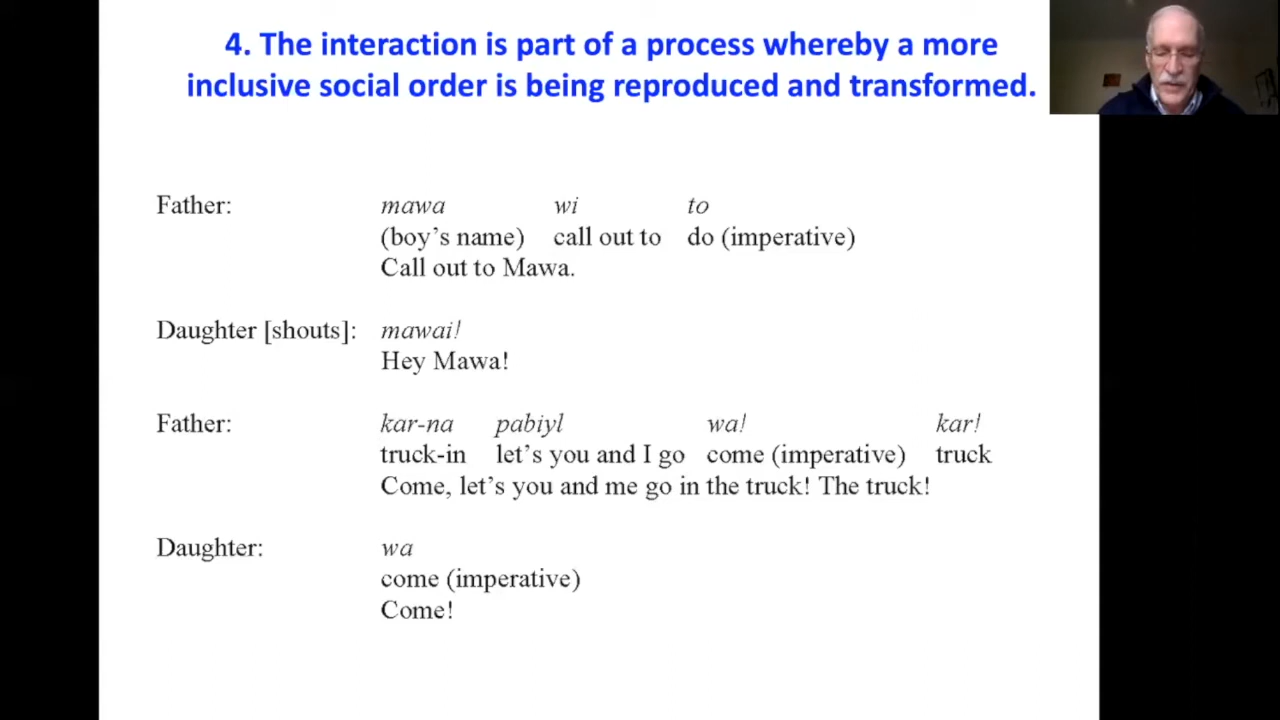 4. The interaction is part of a process whereby a more
inclusive social order is being reproduced and transformed.
Father: mawa wi to
(boy’s name) call out to do (imperative)
Call out to Mawa.
Daughter [shouts]: mawai!
Hey Mawa!
Father: kar-na pabiyl wa! kar!
truck-in let’s you and I go come (imperative) truck
Come, let’s you and me go in the truck! The truck!
Daughter: wa
come (imperative)
Come!